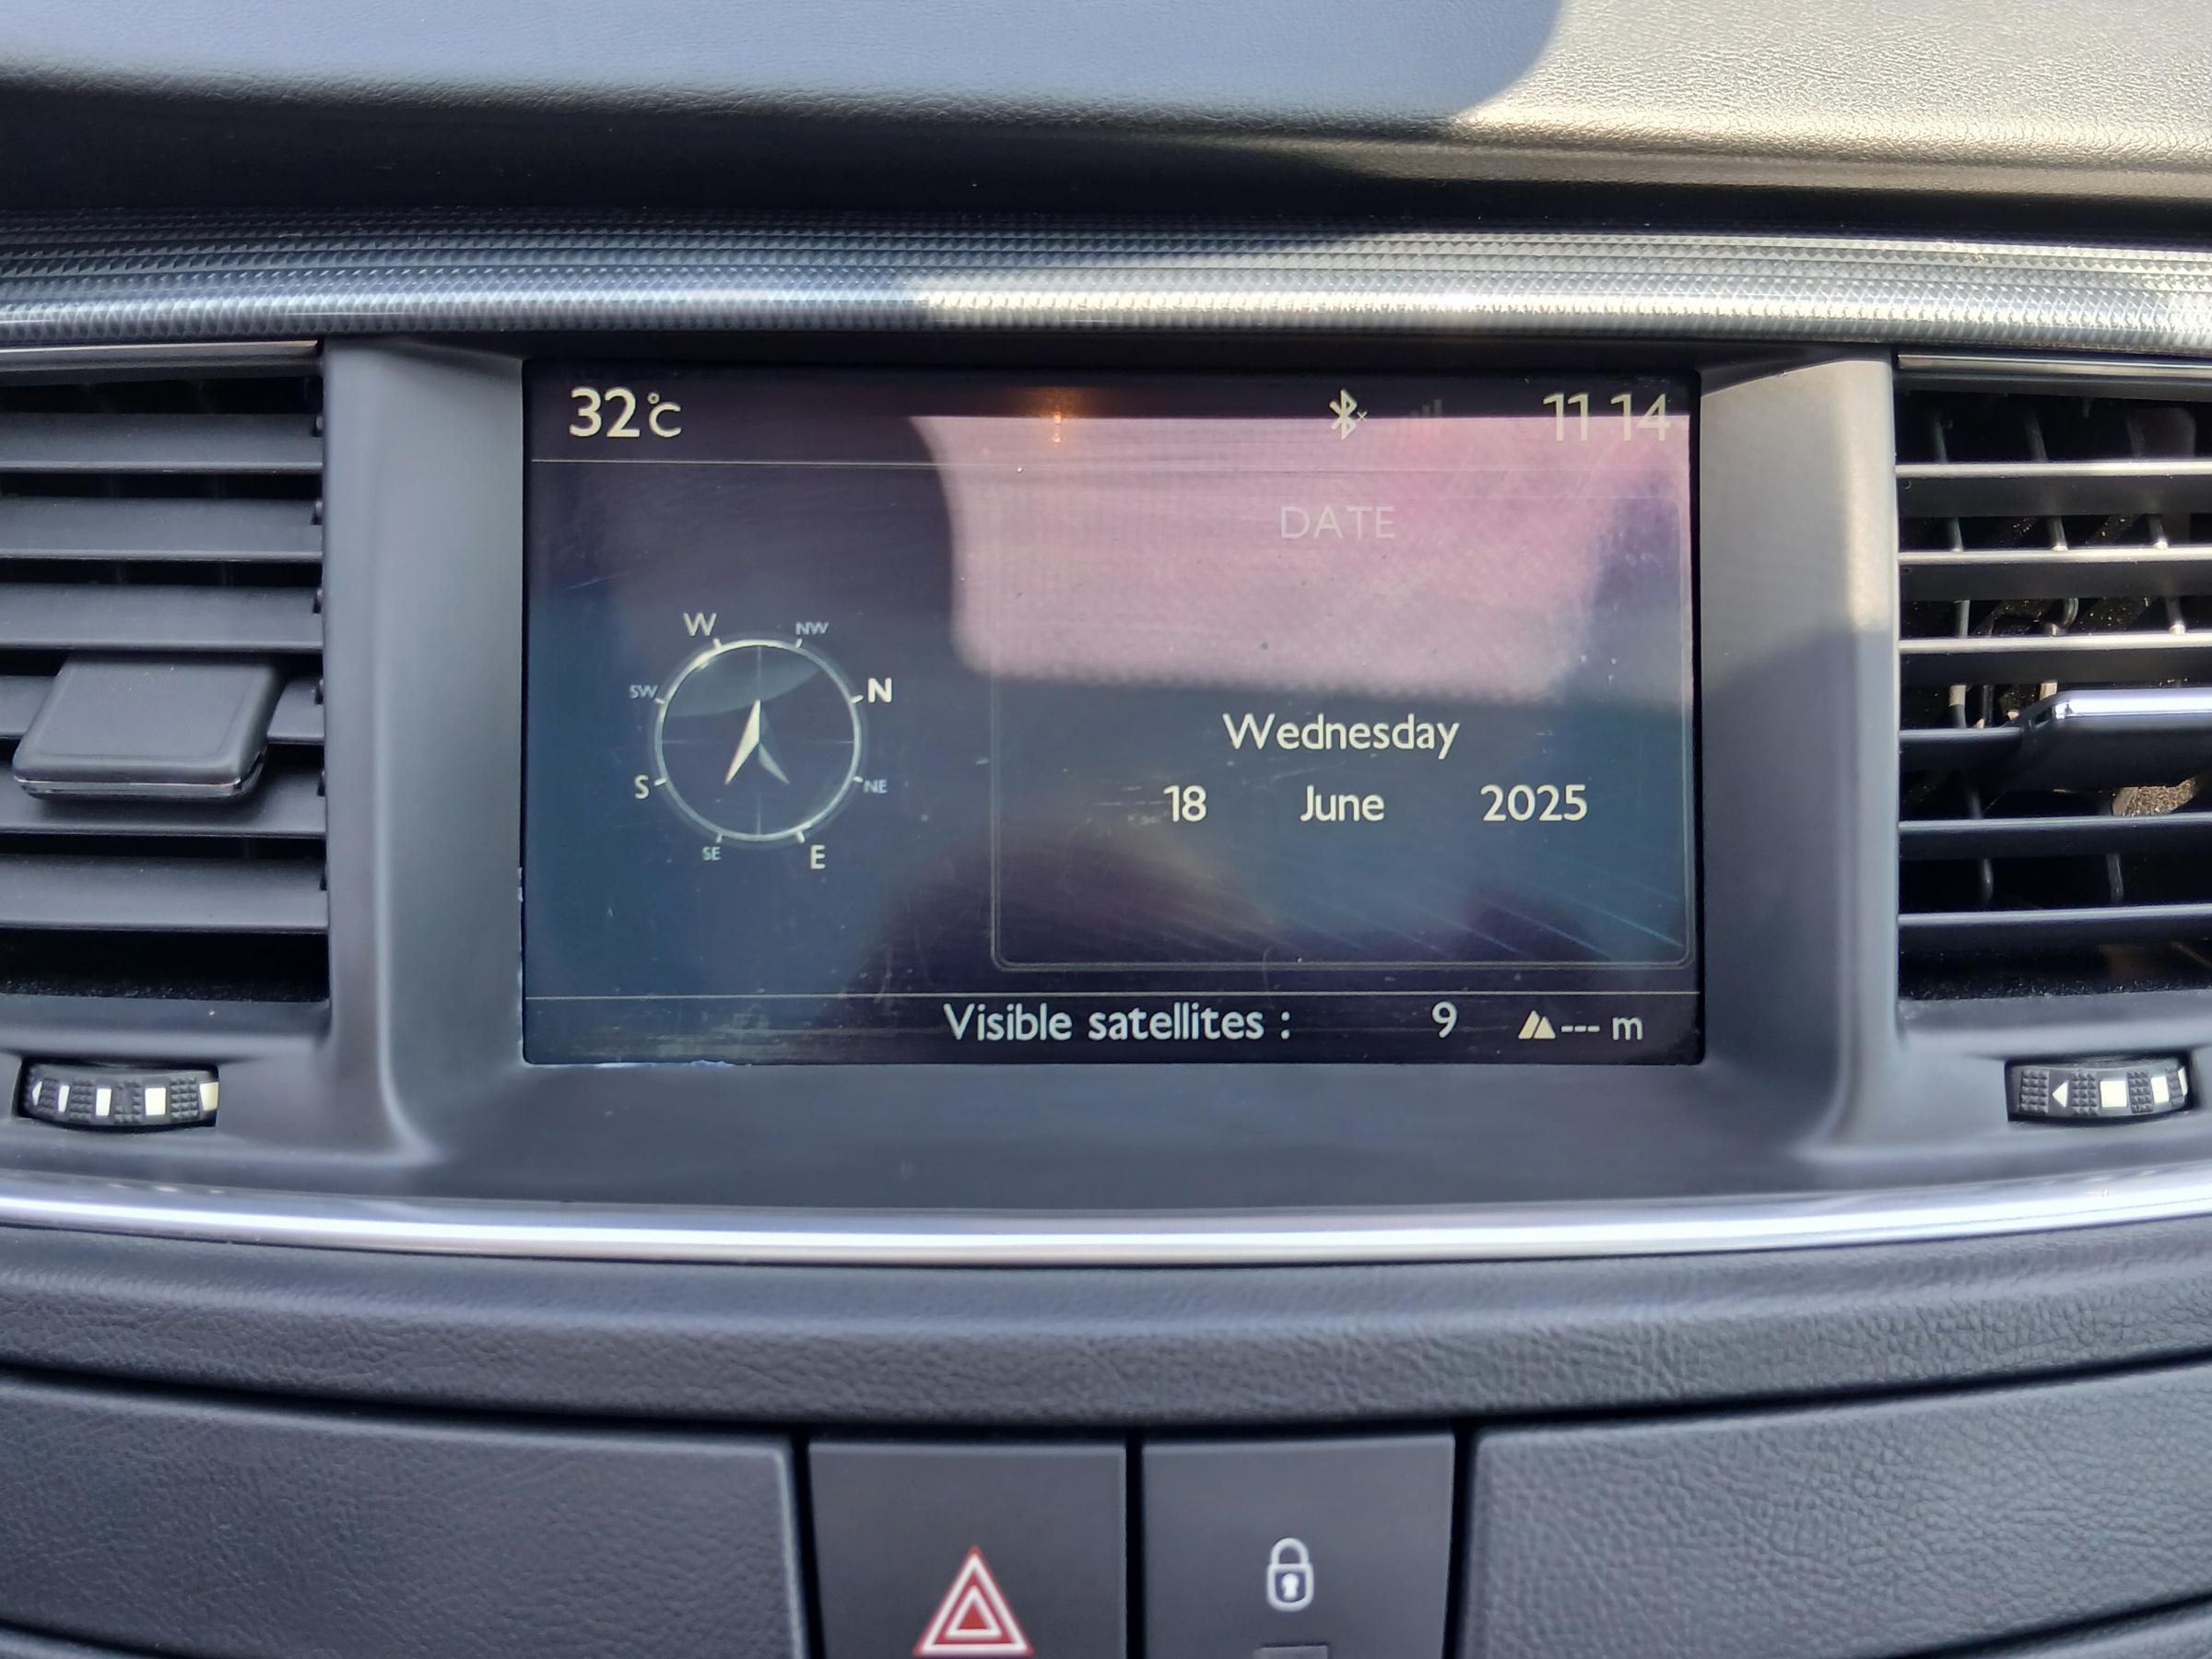 32°C 11 14
DATE
W NW
SW N
Wednesday
S NE
18 June 2025
SE E
Visible satellites : 9 --- m